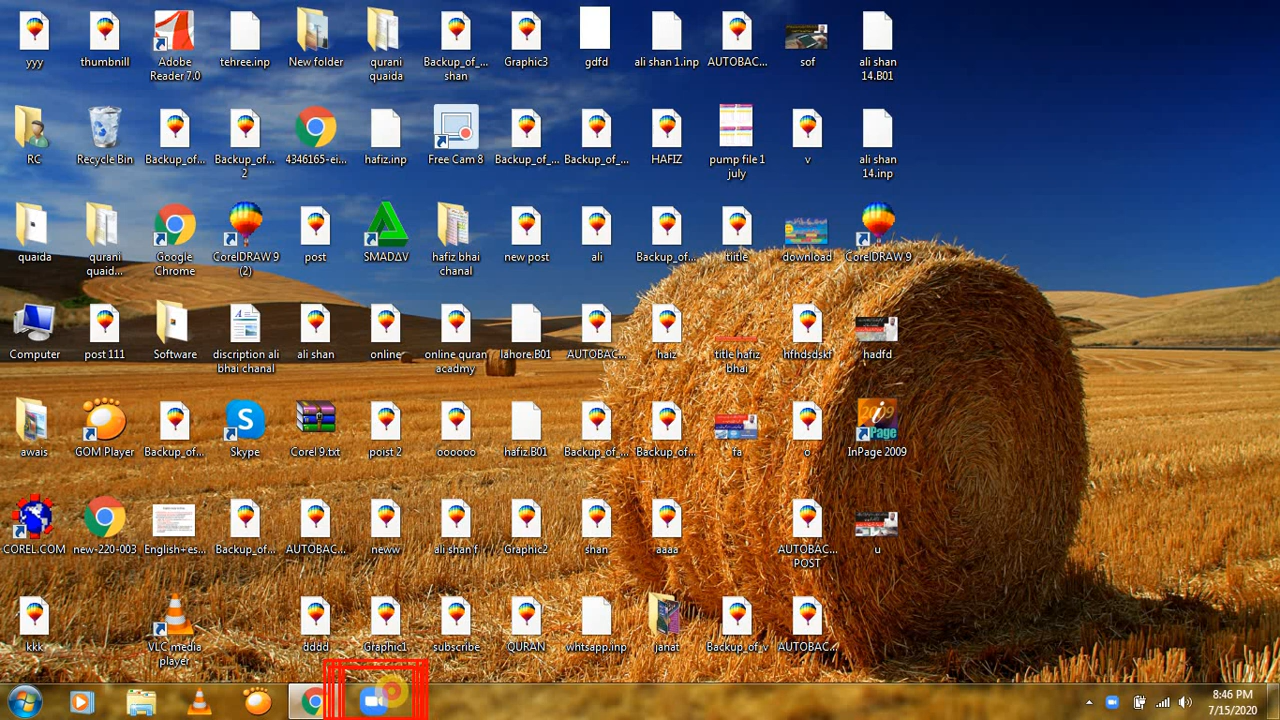 yyy
thumbnill
Adobe
Reader 7.0
tehree.inp
New folder
qurani
quaida
Backup_of_...
shan
Graphic3
gdfd
ali shan 1.inp
AUTOBAC...
sof
ali shan
14.B01
RC
Recycle Bin
Backup_of...
Backup_of...
2
4346165-ei...
hafiz.inp
Free Cam 8
Backup_of_...
Backup_of_...
HAFIZ
pump file 1
july
v
ali shan
14.inp
quaida
qurani
quaid...
Google
Chrome
CorelDRAW 9
(2)
post
SMADΔV
hafiz bhai
chanal
new post
ali
Backup_of...
tiitle
download
CorelDRAW 9
Computer
post 111
Software
discription ali
bhai chanal
ali shan
online
online quran
acadmy
lahore.B01
AUTOBAC...
haiz
title hafiz
bhai
hfhdsdskf
hadfd
awais
GOM Player
Backup_of...
Skype
Corel 9.txt
poist 2
oooooo
hafiz.B01
Backup_of_...
Backup_of...
fa
o
2009
Page
InPage 2009
COREL.COM
new-220-003
English+es...
Backup_of...
AUTOBAC...
neww
ali shan f
Graphic2
shan
aaaa
AUTOBAC...
POST
u
kkk
VLC media
player
dddd
Graphic1
subscribe
QURAN
whtsapp.inp
janat
Backup_of_v
AUTOBAC...
8:46 PM
7/15/2020